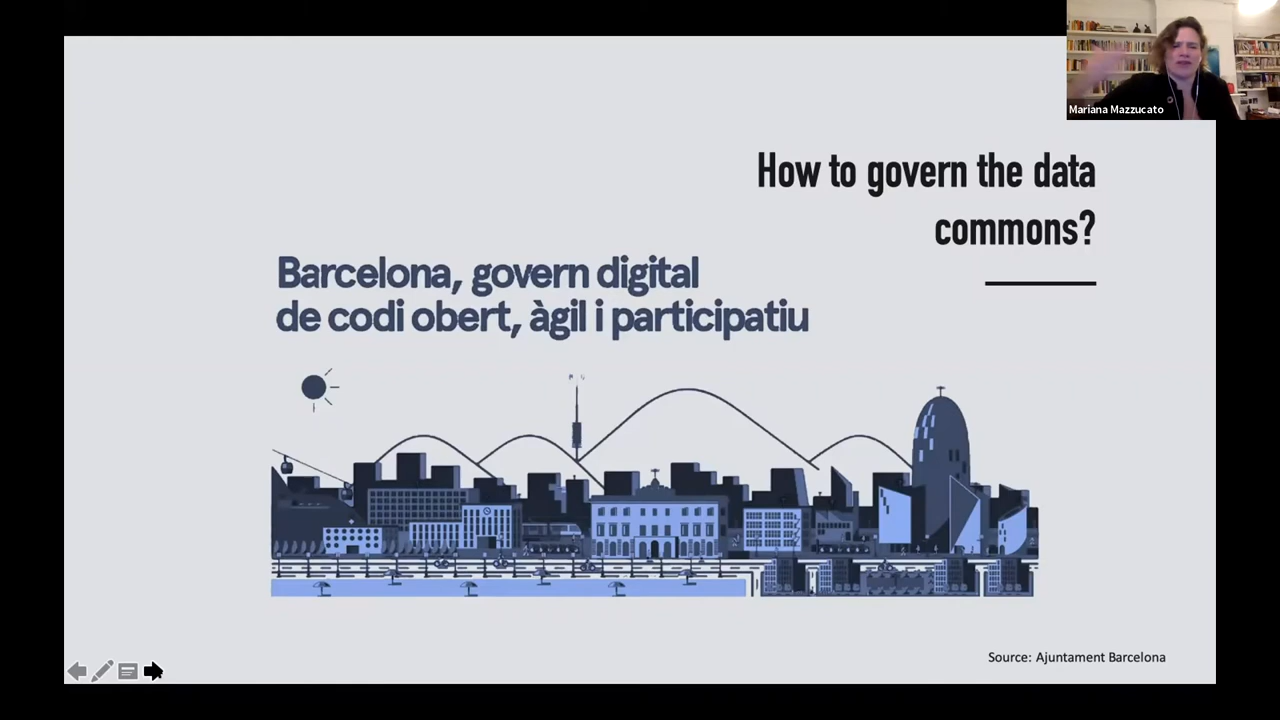 Mariana Mazzucato
How to govern the data
commons?
Barcelona, govern digital
de codi obert, àgil i participatiu
Source: Ajuntament Barcelona